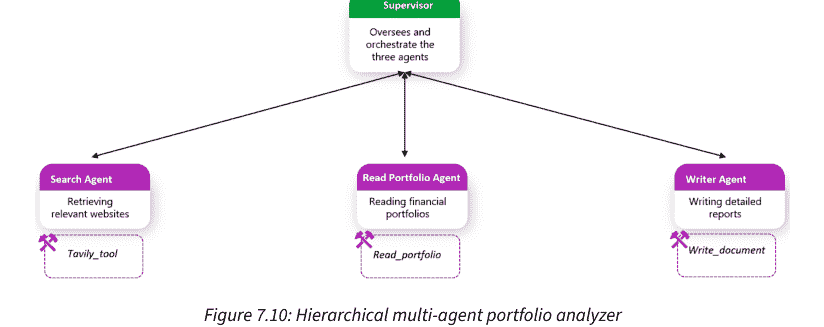 Supervisor
Oversees and
orchestrate the
three agents
Search Agent
Retrieving
relevant websites
Tavily_tool
Read Portfolio Agent
Reading financial
portfolios
Read_portfolio
Writer Agent
Writing detailed
reports
Write_document
Figure 7.10: Hierarchical multi-agent portfolio analyzer